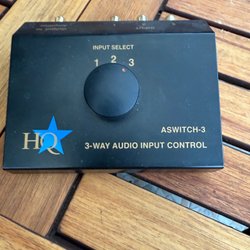 INPUT SELECT
1 2 3
HQ
ASWITCH-3
3-WAY AUDIO INPUT CONTROL